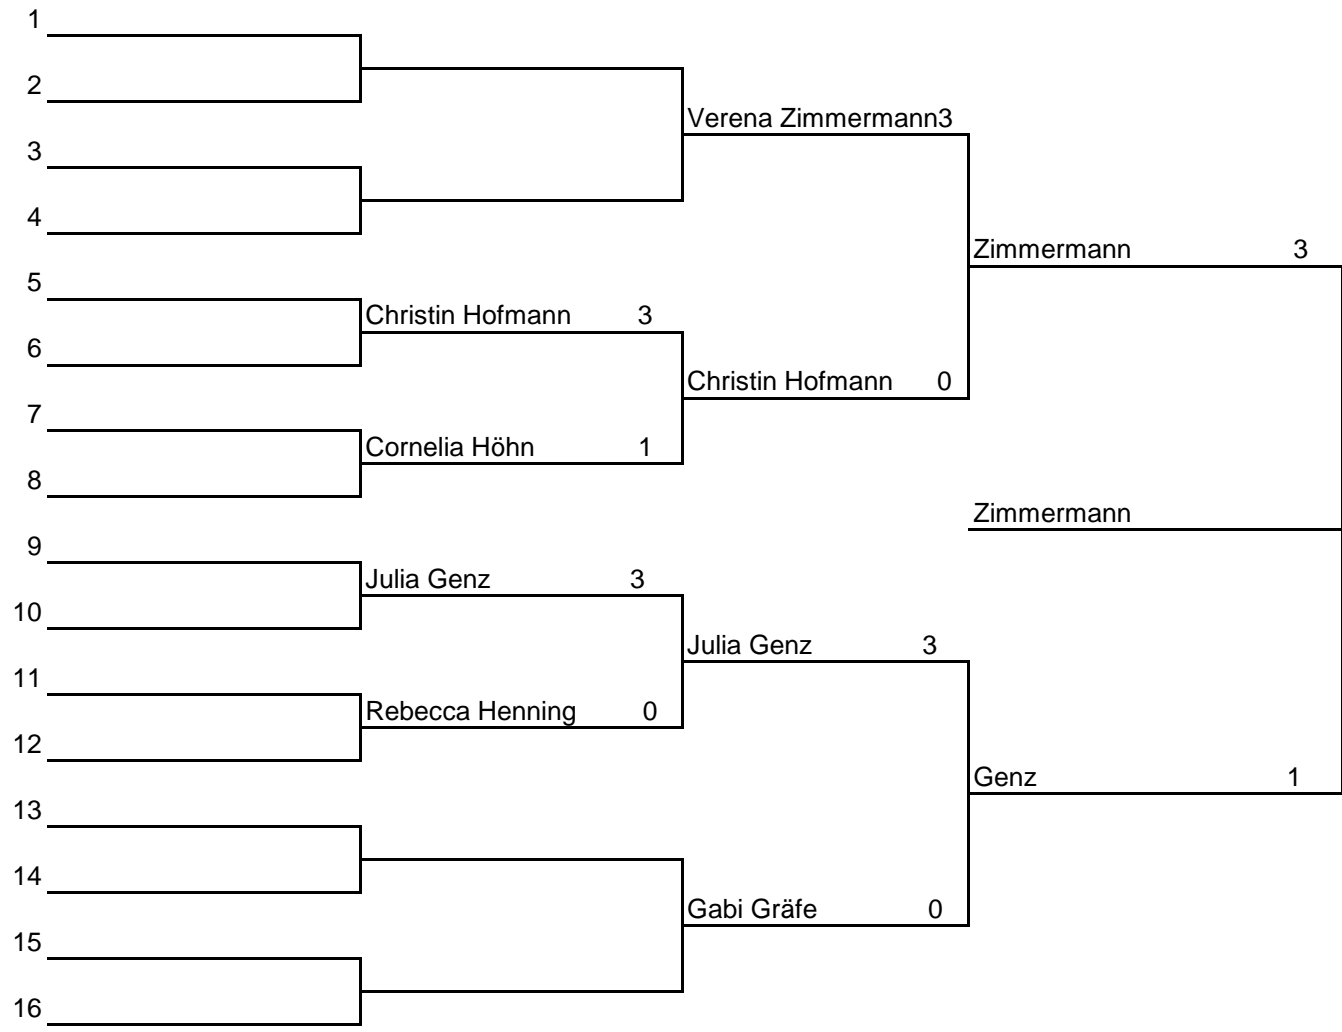 1
2
Verena Zimmermann3
3
4
Zimmermann 3
5
Christin Hofmann 3
6
Christin Hofmann 0
7
Cornelia Höhn 1
8
Zimmermann
9
Julia Genz 3
10
Julia Genz 3
11
Rebecca Henning 0
12
Genz 1
13
14
Gabi Gräfe 0
15
16